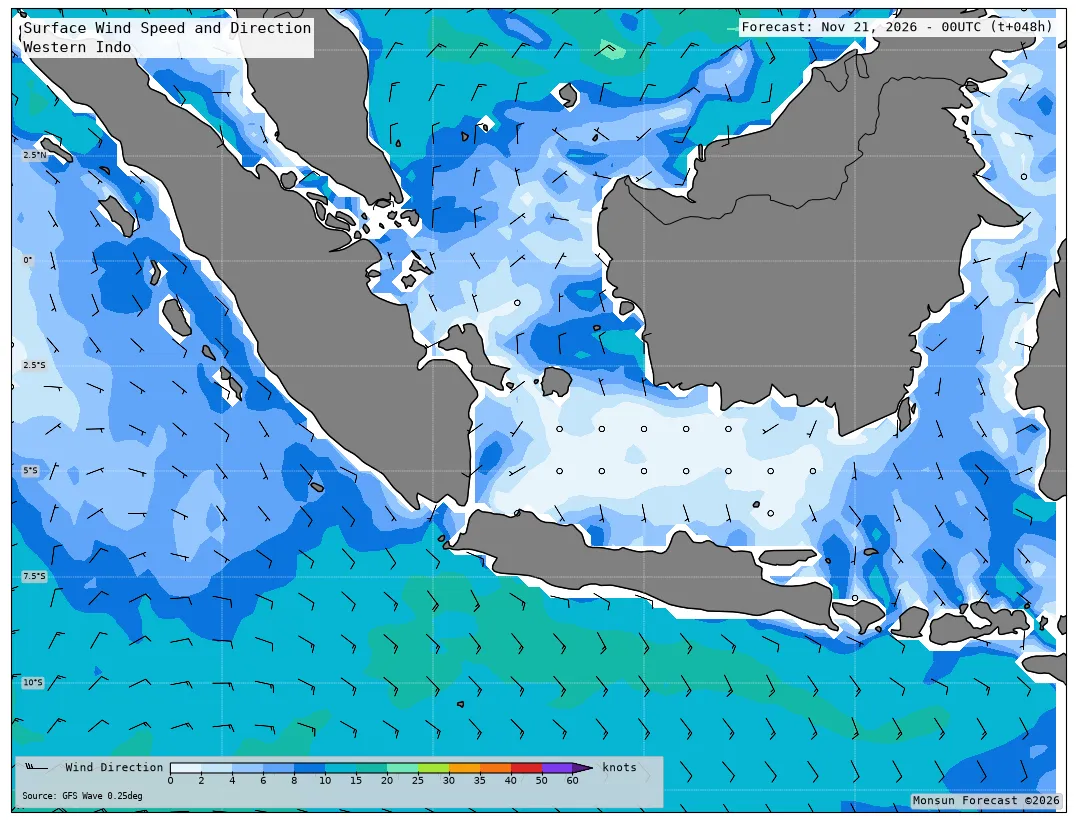 Surface Wind Speed and Direction
Western Indo
Forecast: Nov 21, 2026 - 00UTC (t+048h)
2.5°N
0°
2.5°S
5°S
7.5°S
10°S
Wind Direction
0 2 4 6 8 10 15 20 25 30 35 40 50 60
knots
Source: GFS Wave 0.25deg
Monsun Forecast ©2026